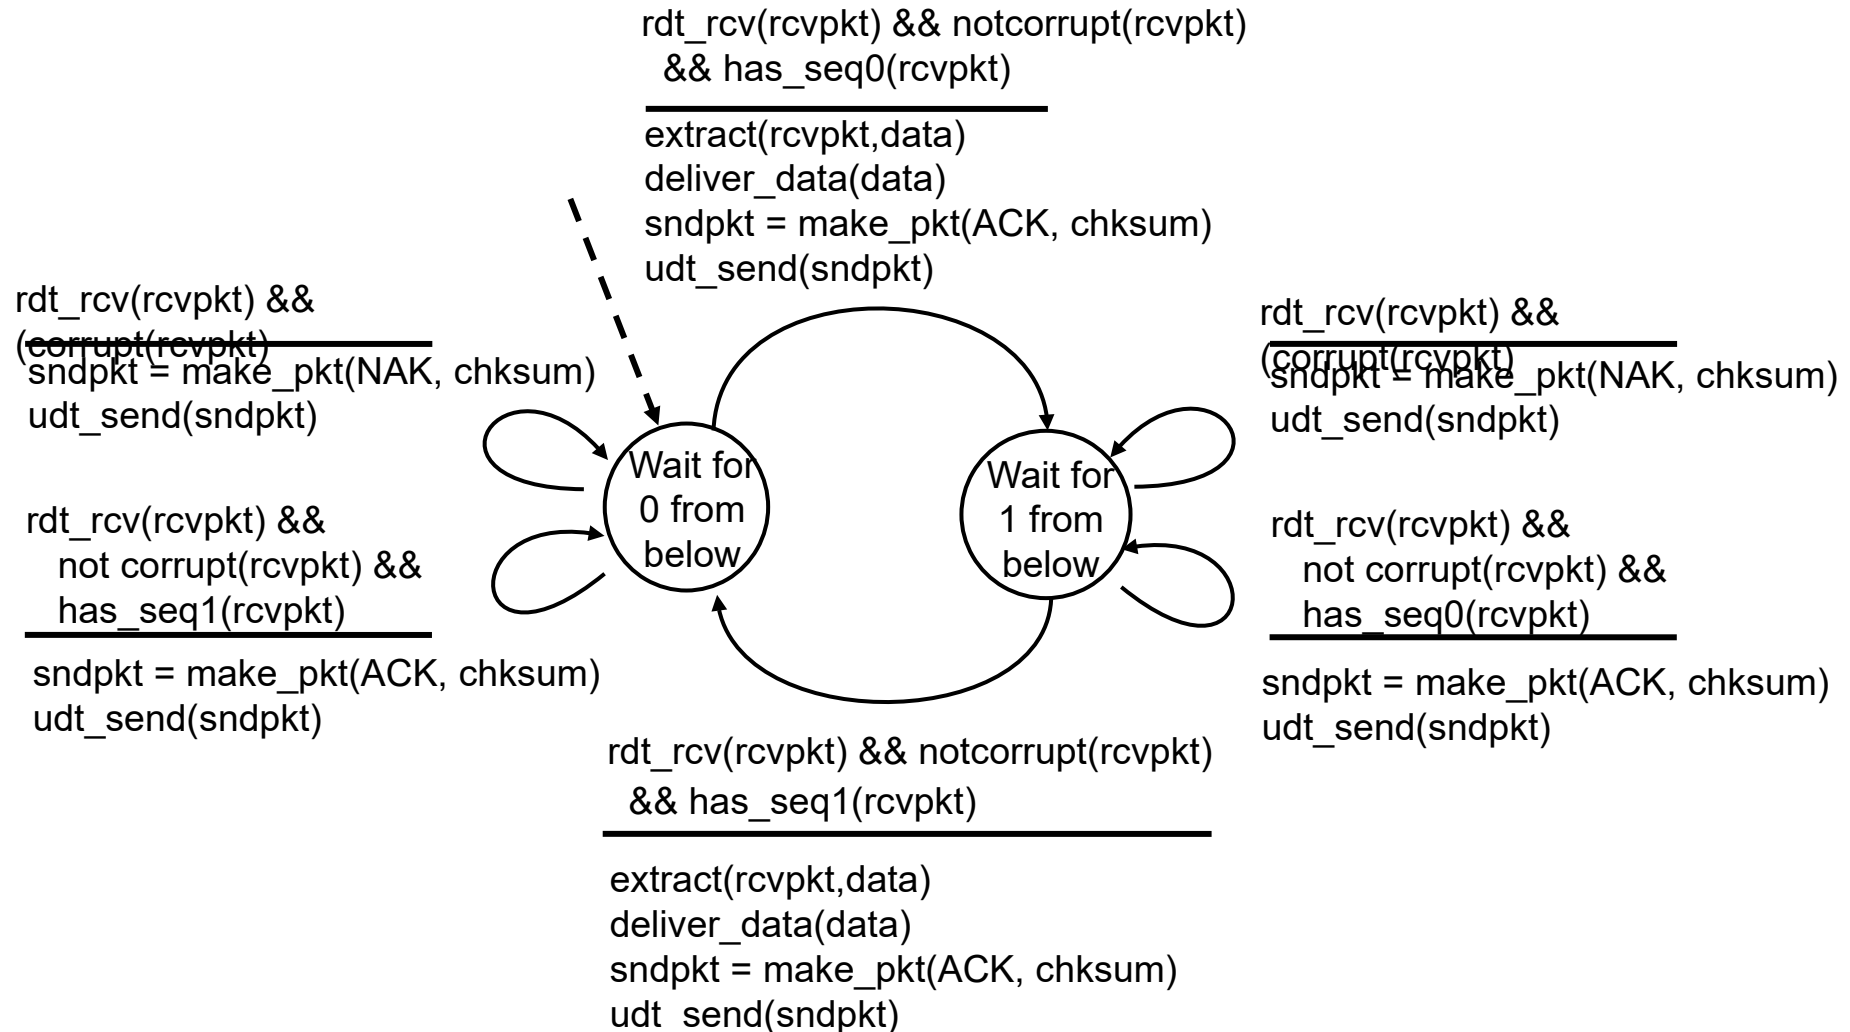 rdt_rcv(rcvpkt) && notcorrupt(rcvpkt)
&& has_seq0(rcvpkt)
extract(rcvpkt,data)
deliver_data(data)
sndpkt = make_pkt(ACK, chksum)
udt_send(sndpkt)
rdt_rcv(rcvpkt) &&
(corrupt(rcvpkt)
sndpkt = make_pkt(NAK, chksum)
udt_send(sndpkt)
rdt_rcv(rcvpkt) &&
(corrupt(rcvpkt)
sndpkt = make_pkt(NAK, chksum)
udt_send(sndpkt)
Wait for
0 from
below
Wait for
1 from
below
rdt_rcv(rcvpkt) &&
not corrupt(rcvpkt) &&
has_seq1(rcvpkt)
sndpkt = make_pkt(ACK, chksum)
udt_send(sndpkt)
rdt_rcv(rcvpkt) &&
not corrupt(rcvpkt) &&
has_seq0(rcvpkt)
sndpkt = make_pkt(ACK, chksum)
udt_send(sndpkt)
rdt_rcv(rcvpkt) && notcorrupt(rcvpkt)
&& has_seq1(rcvpkt)
extract(rcvpkt,data)
deliver_data(data)
sndpkt = make_pkt(ACK, chksum)
udt_send(sndpkt)